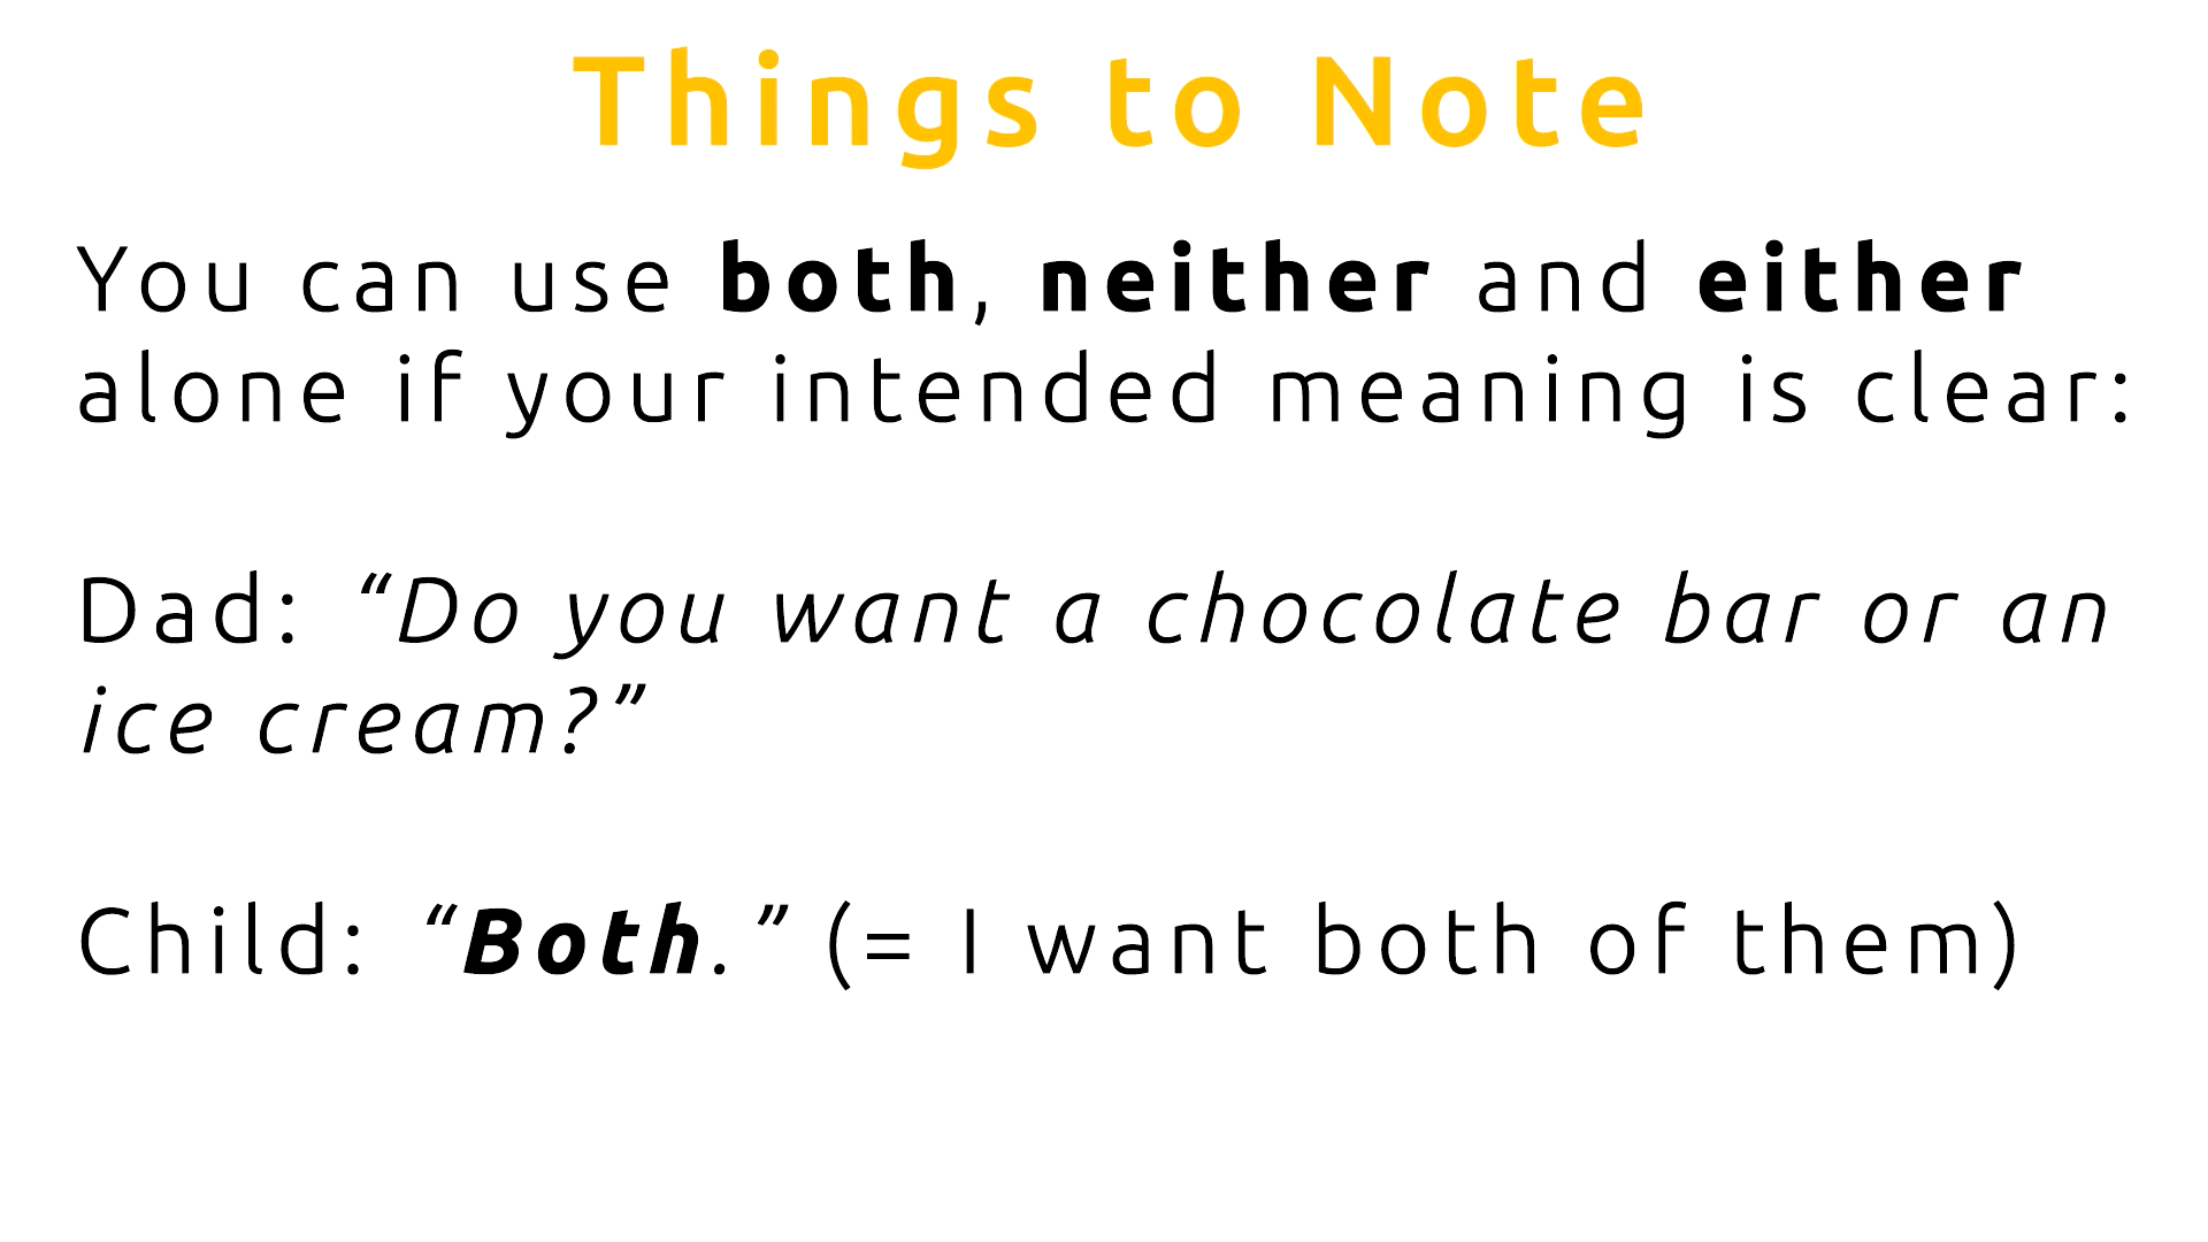 Things to Note
You can use both, neither and either
alone if your intended meaning is clear:
Dad: “Do you want a chocolate bar or an
ice cream?”
Child: “Both.” (= I want both of them)